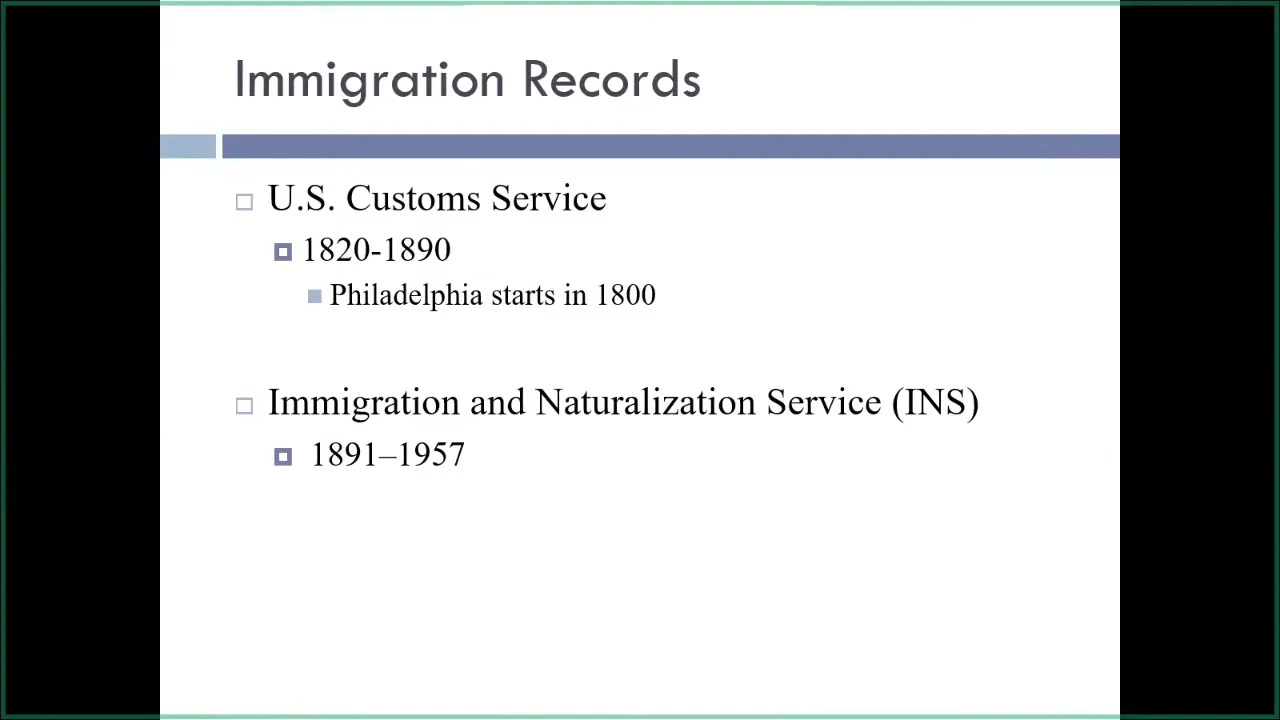 Immigration Records
U.S. Customs Service
1820-1890
Philadelphia starts in 1800
Immigration and Naturalization Service (INS)
1891–1957